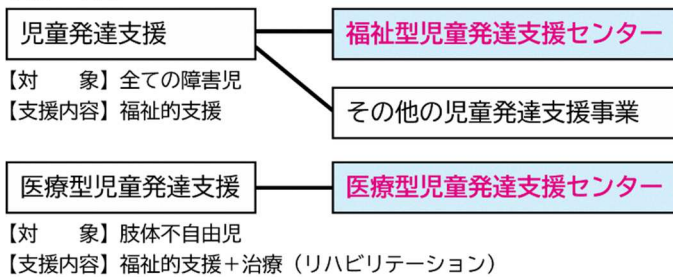 児童発達支援
福祉型児童発達支援センター
【対　　象】全ての障害児
【支援内容】福祉的支援
その他の児童発達支援事業
医療型児童発達支援
医療型児童発達支援センター
【対　　象】肢体不自由児
【支援内容】福祉的支援＋治療（リハビリテーション）